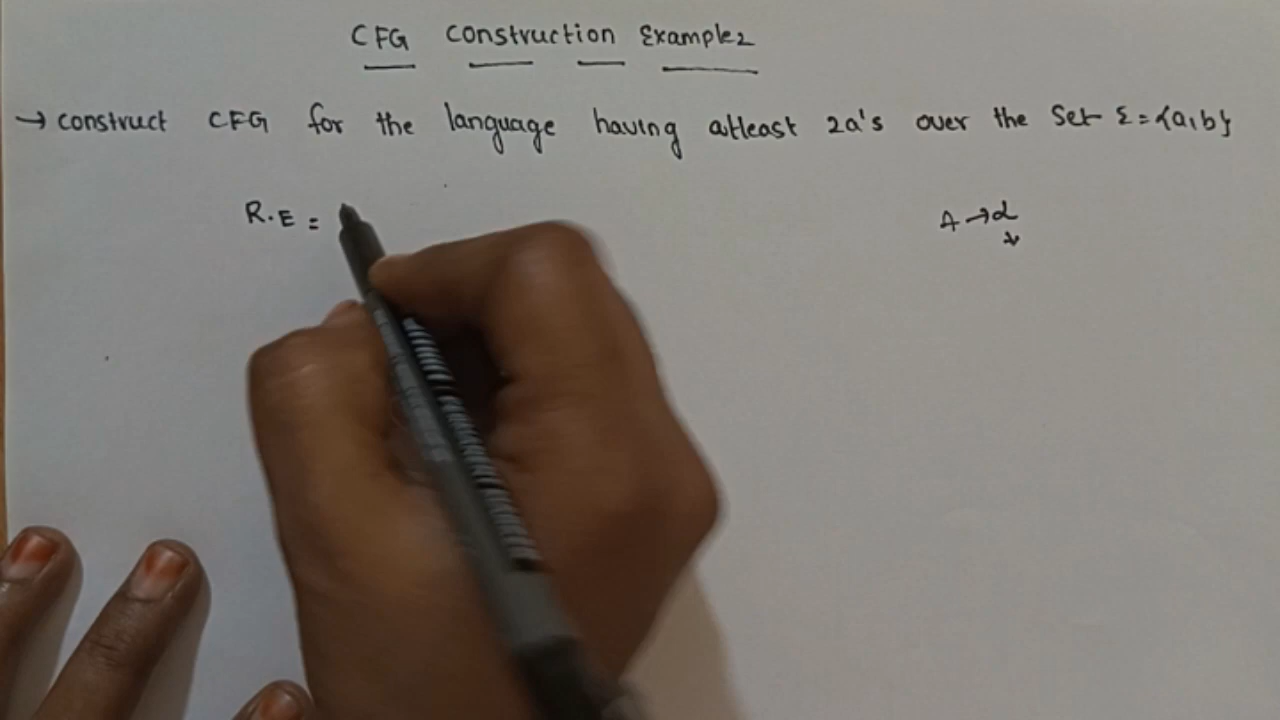 CFG construction Example2
→ construct CFG for the language having atleast 2a's over the set Σ={a,b}
R.E =
A→α